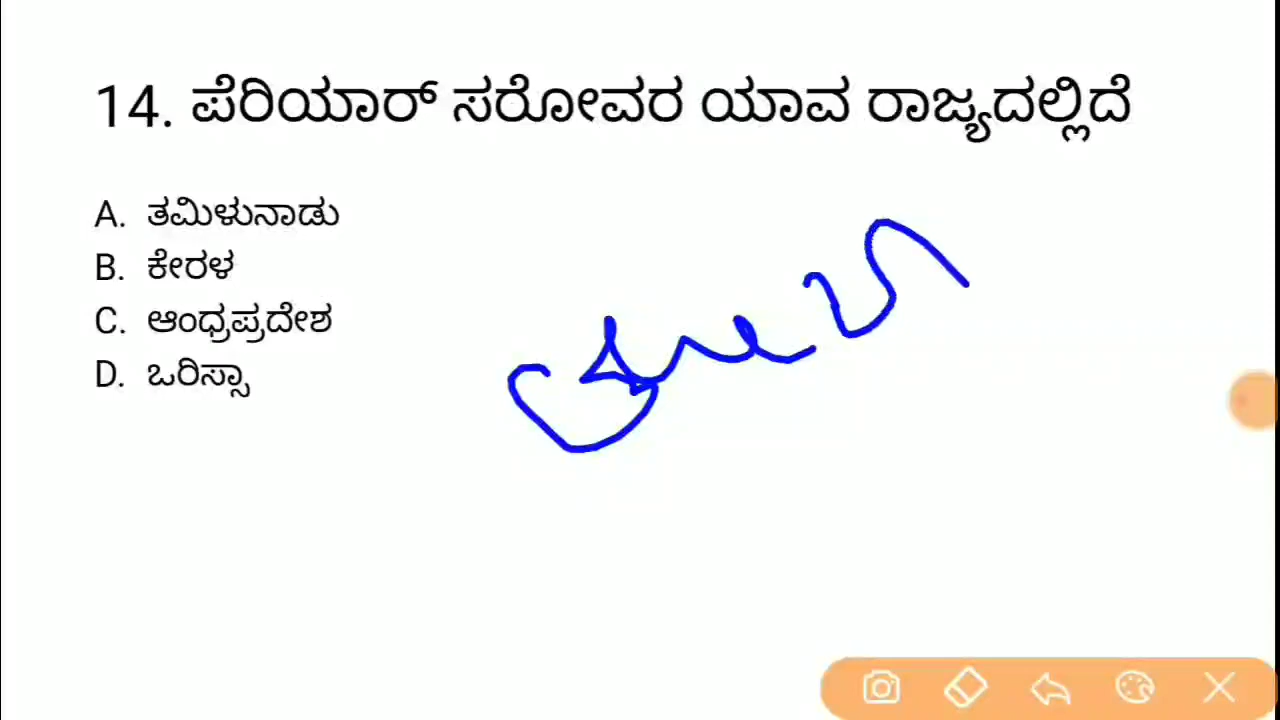 14. ಪೆರಿಯಾರ್ ಸರೋವರ ಯಾವ ರಾಜ್ಯದಲ್ಲಿದೆ
A. ತಮಿಳುನಾಡು
B. ಕೇರಳ
C. ಆಂಧ್ರಪ್ರದೇಶ
D. ಒರಿಸ್ಸಾ